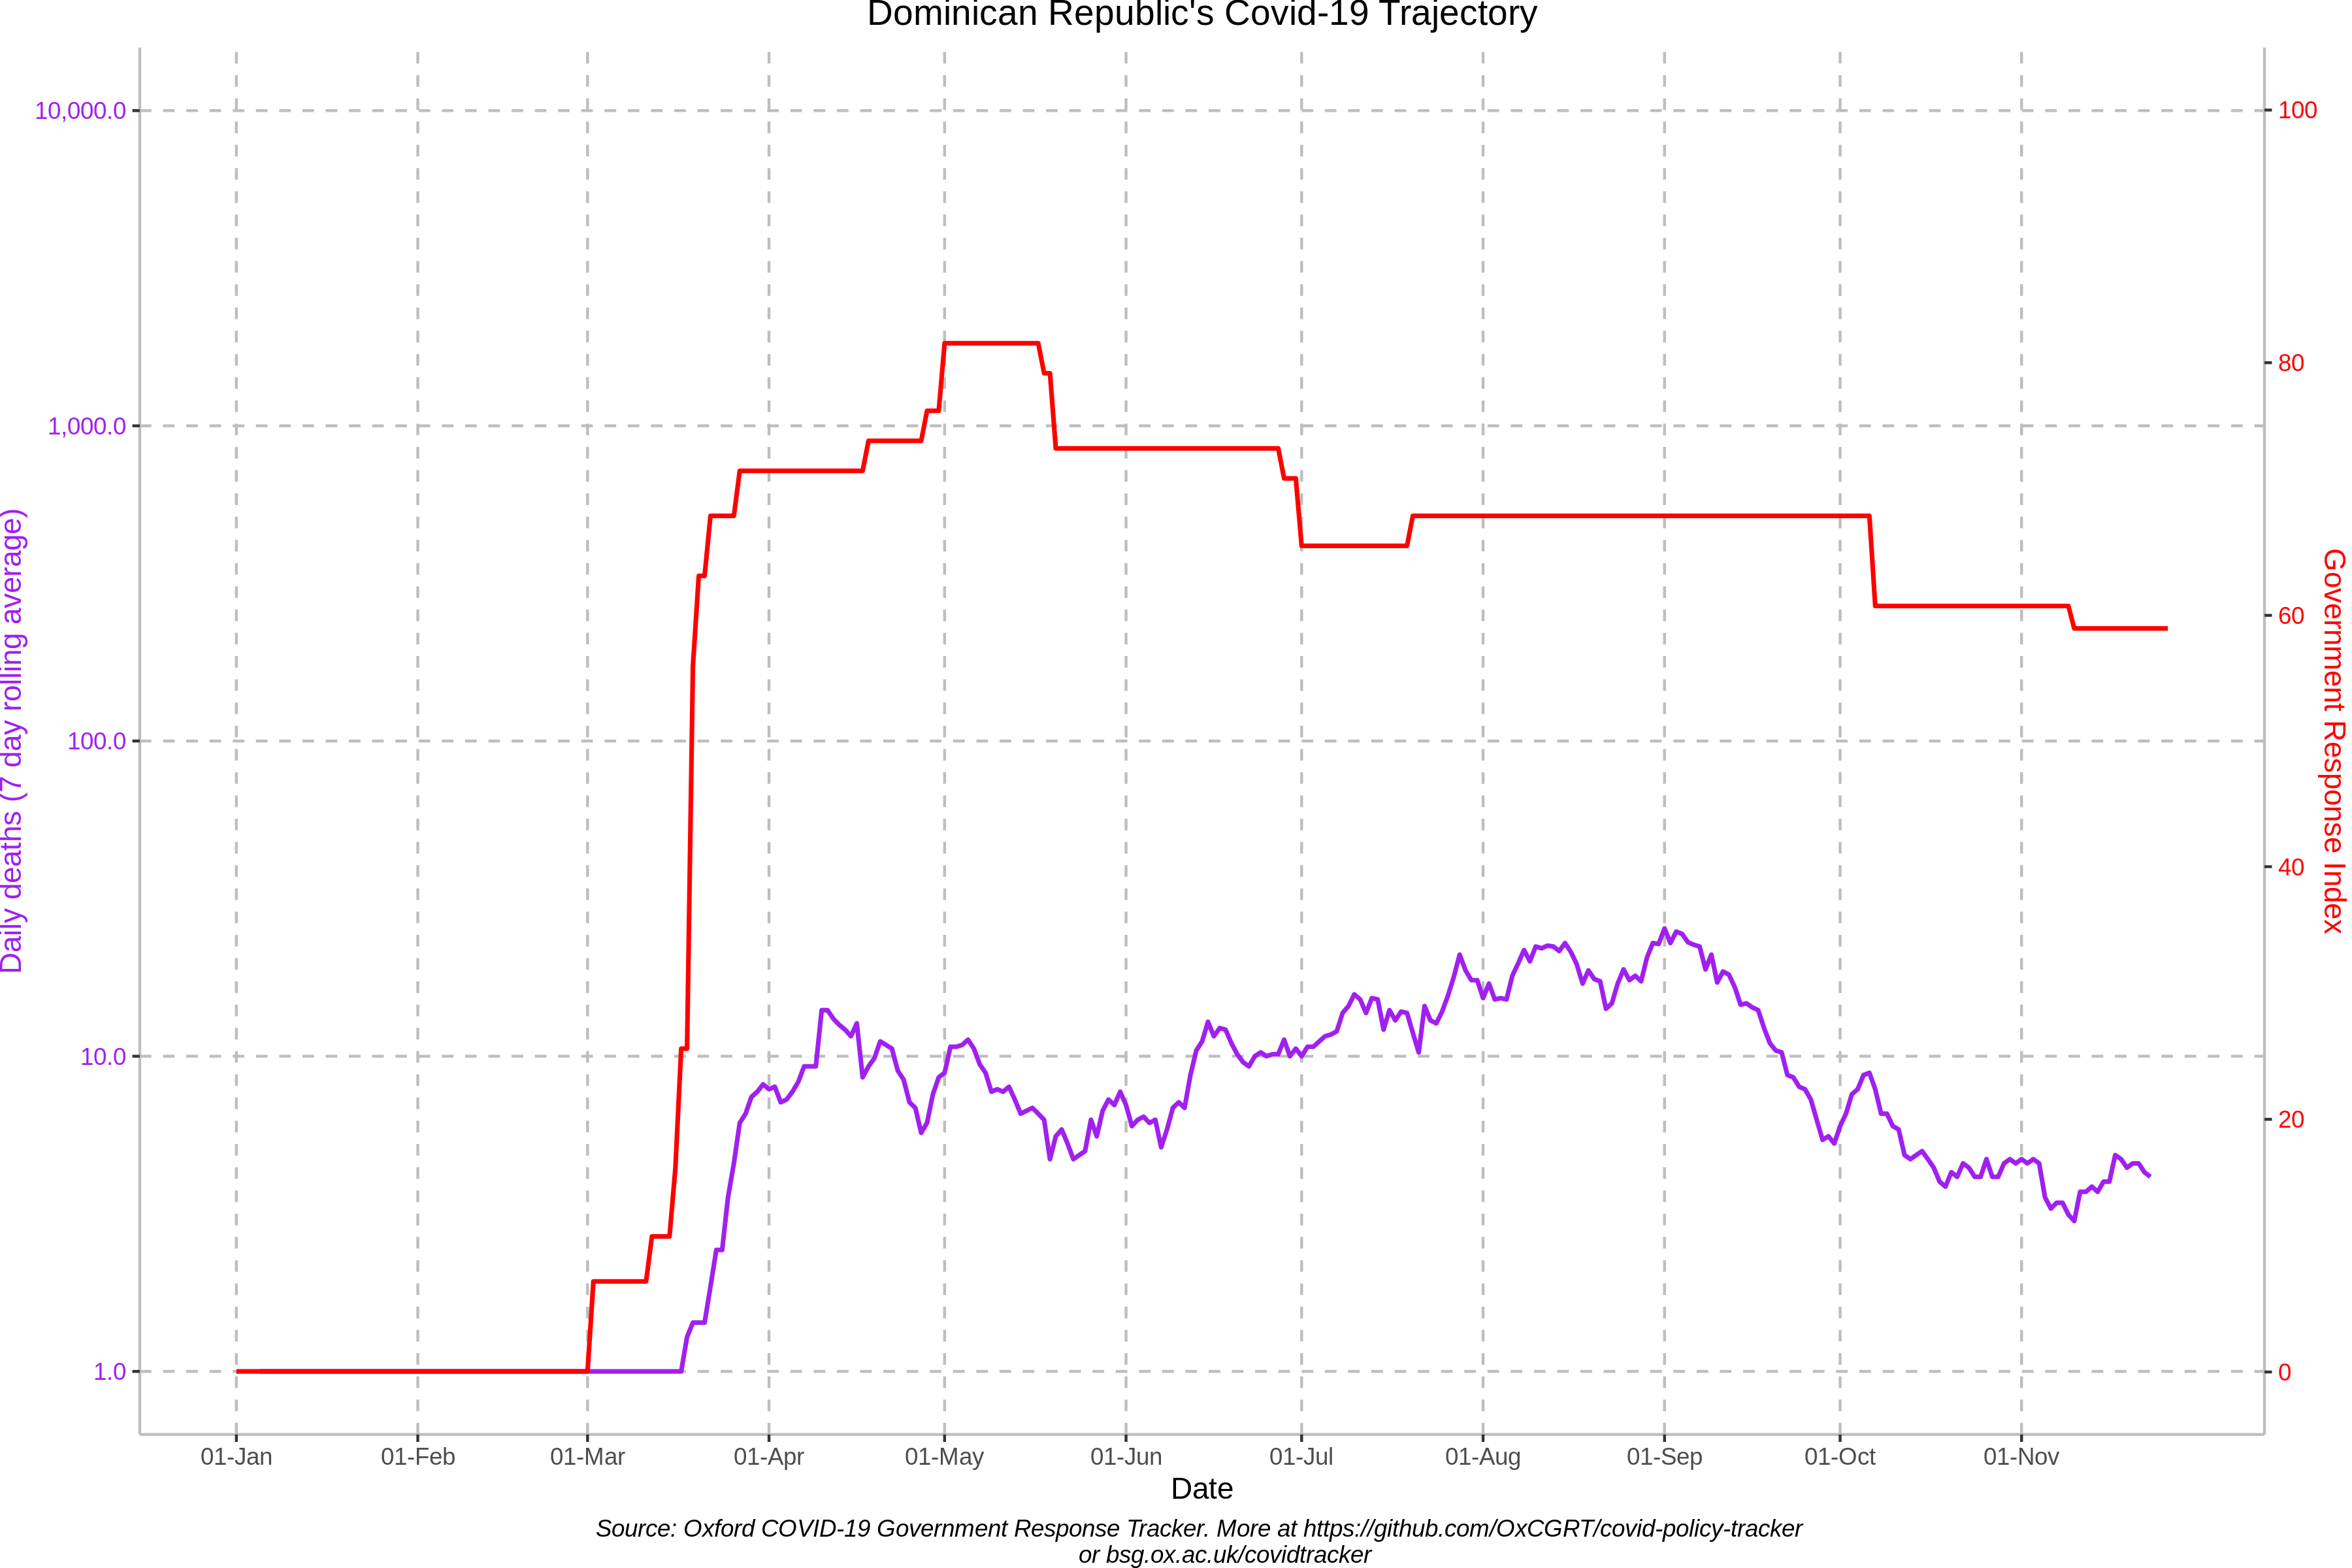 Dominican Republic's Covid-19 Trajectory
10,000.0
1,000.0
100.0
10.0
1.0
Daily deaths (7 day rolling average)
100
80
60
40
20
0
Government Response Index
01-Jan 01-Feb 01-Mar 01-Apr 01-May 01-Jun 01-Jul 01-Aug 01-Sep 01-Oct 01-Nov
Date
Source: Oxford COVID-19 Government Response Tracker. More at https://github.com/OxCGRT/covid-policy-tracker
or bsg.ox.ac.uk/covidtracker